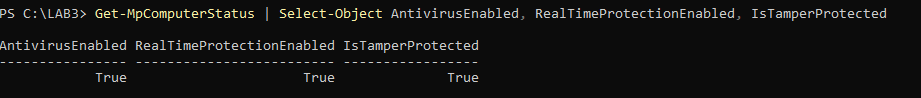 PS C:\LAB3> Get-MpComputerStatus | Select-Object AntivirusEnabled, RealTimeProtectionEnabled, IsTamperProtected
AntivirusEnabled RealTimeProtectionEnabled IsTamperProtected
---------------- ------------------------- -----------------
True True True